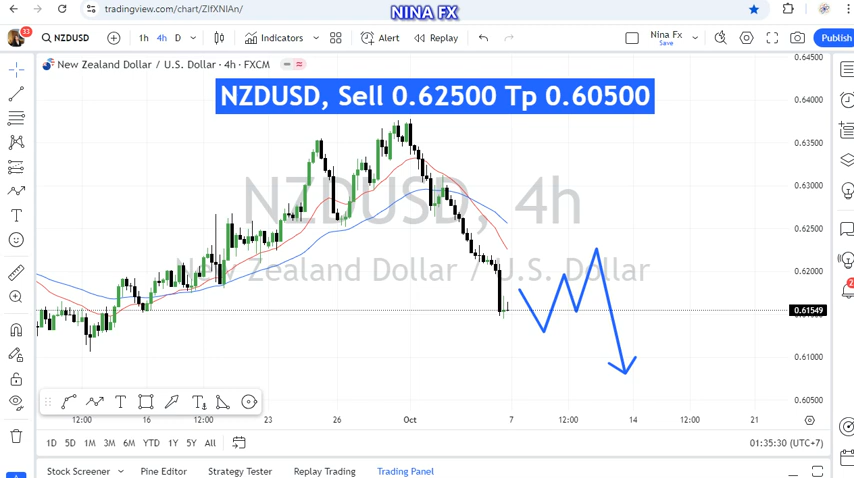 NINA FX
tradingview.com/chart/ZIfXNIAn/
33
NZDUSD
1h 4h D
Indicators
Alert
Replay
Nina Fx
Save
Publish
New Zealand Dollar / U.S. Dollar · 4h · FXCM
NZDUSD, Sell 0.62500 Tp 0.60500
NZDUSD, 4h
New Zealand Dollar / U.S. Dollar
0.64500
0.64000
0.63500
0.63000
0.62500
0.62000
0.61549
0.61000
0.60500
12:00 16 12:00 23 26 Oct 7 12:00 14 12:00 21
1D 5D 1M 3M 6M YTD 1Y 5Y All
01:35:30 (UTC+7)
Stock Screener Pine Editor Strategy Tester Replay Trading Trading Panel